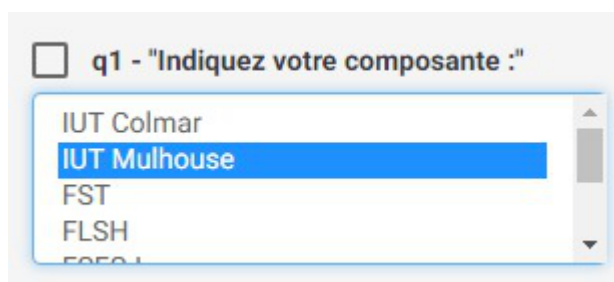 q1 - "Indiquez votre composante :"
IUT Colmar
IUT Mulhouse
FST
FLSH